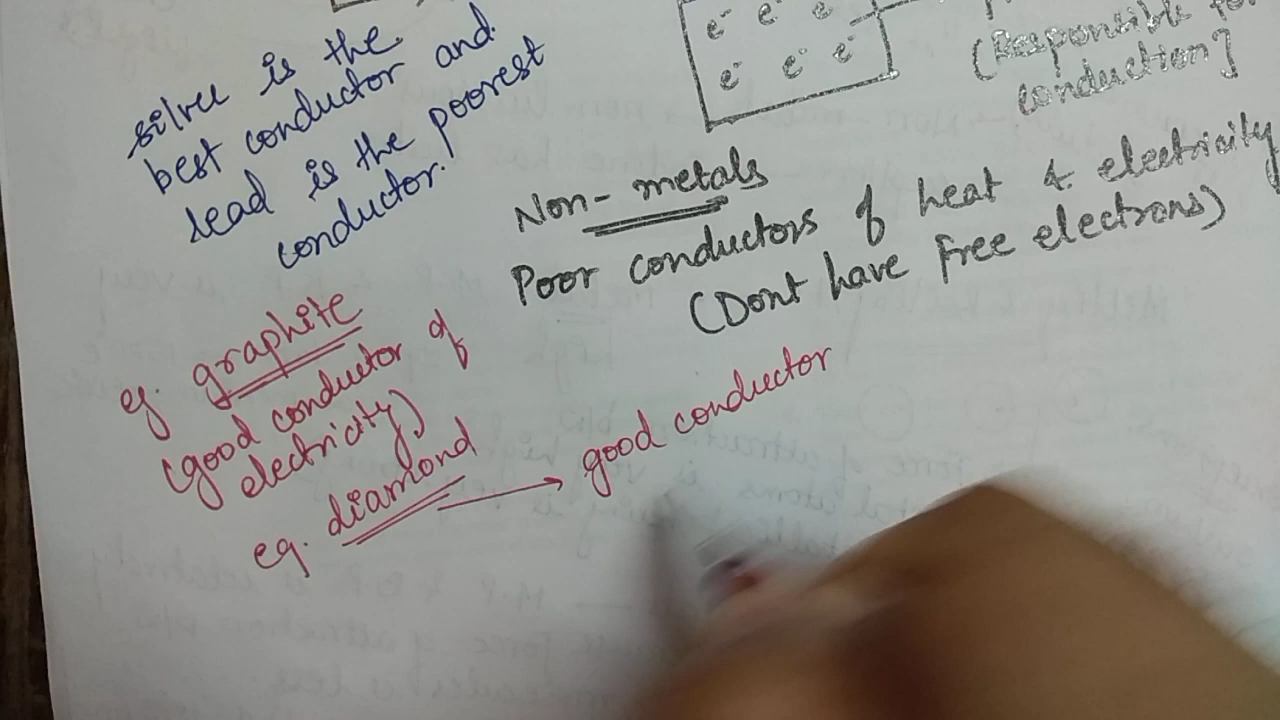 silver is the
best conductor and
lead is the poorest
conductor.
e⁻ e⁻ e⁻
e⁻ e⁻ e⁻
(Responsible for
conduction]
Non-metals
Poor conductors of heat & electricity
(Dont have free electrons)
eg. graphite
(good conductor of
electricity)
eg. diamond → good conductor